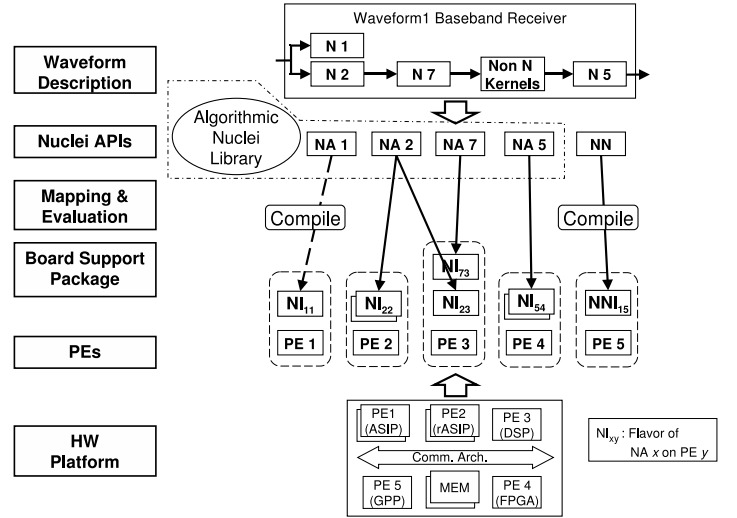 Waveform1 Baseband Receiver
N 1
N 2
N 7
Non N
Kernels
N 5
Waveform
Description
Algorithmic
Nuclei
Library
Nuclei APIs
NA 1
NA 2
NA 7
NA 5
NN
Mapping &
Evaluation
Compile
Compile
Board Support
Package
NI73
NI11
NI22
NI23
NI54
NNI15
PEs
PE 1
PE 2
PE 3
PE 4
PE 5
HW
Platform
PE1
(ASIP)
PE2
(rASIP)
PE 3
(DSP)
Comm. Arch.
PE 5
(GPP)
MEM
PE 4
(FPGA)
NIxy : Flavor of
NA x on PE y